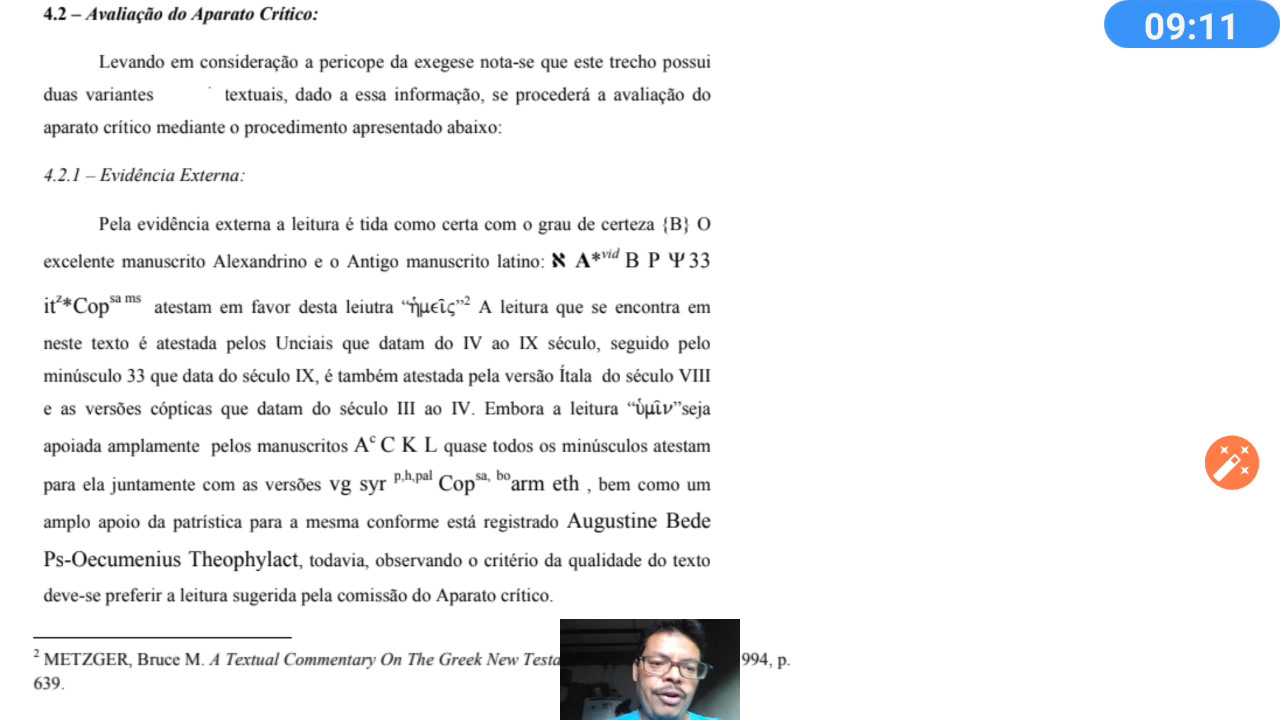 09:11
4.2 – Avaliação do Aparato Crítico:
Levando em consideração a pericope da exegese nota-se que este trecho possui
duas variantes textuais, dado a essa informação, se procederá a avaliação do
aparato crítico mediante o procedimento apresentado abaixo:
4.2.1 – Evidência Externa:
Pela evidência externa a leitura é tida como certa com o grau de certeza {B} O
excelente manuscrito Alexandrino e o Antigo manuscrito latino: א A*vid B P Ψ 33
itz*Copsa ms atestam em favor desta leiutra “ἡμεῖς”2 A leitura que se encontra em
neste texto é atestada pelos Unciais que datam do IV ao IX século, seguido pelo
minúsculo 33 que data do século IX, é também atestada pela versão Ítala do século VIII
e as versões cópticas que datam do século III ao IV. Embora a leitura “ὑμῖν”seja
apoiada amplamente pelos manuscritos Ac C K L quase todos os minúsculos atestam
para ela juntamente com as versões vg syr p,h,pal Copsa, boarm eth , bem como um
amplo apoio da patrística para a mesma conforme está registrado Augustine Bede
Ps-Oecumenius Theophylact, todavia, observando o critério da qualidade do texto
deve-se preferir a leitura sugerida pela comissão do Aparato crítico.
2 METZGER, Bruce M. A Textual Commentary On The Greek New Testa 994, p.
639.